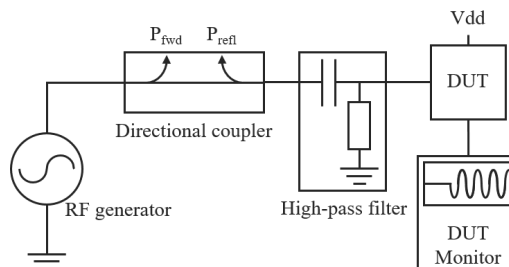 Vdd
P_fwd P_refl
DUT
Directional coupler
RF generator
High-pass filter
DUT
Monitor